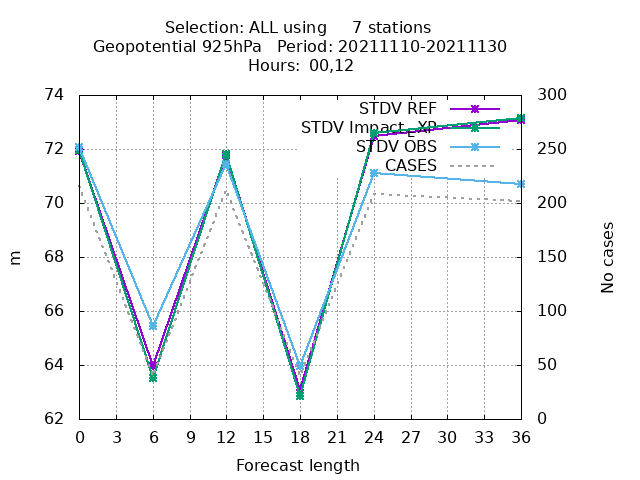 Selection: ALL using     7 stations
Geopotential 925hPa   Period: 20211110-20211130
Hours: 00,12
74
72
70
68
66
64
62
m
300
250
200
150
100
50
0
No cases
STDV REF
STDV Impact_EXP
STDV OBS
CASES
0 3 6 9 12 15 18 21 24 27 30 33 36
Forecast length